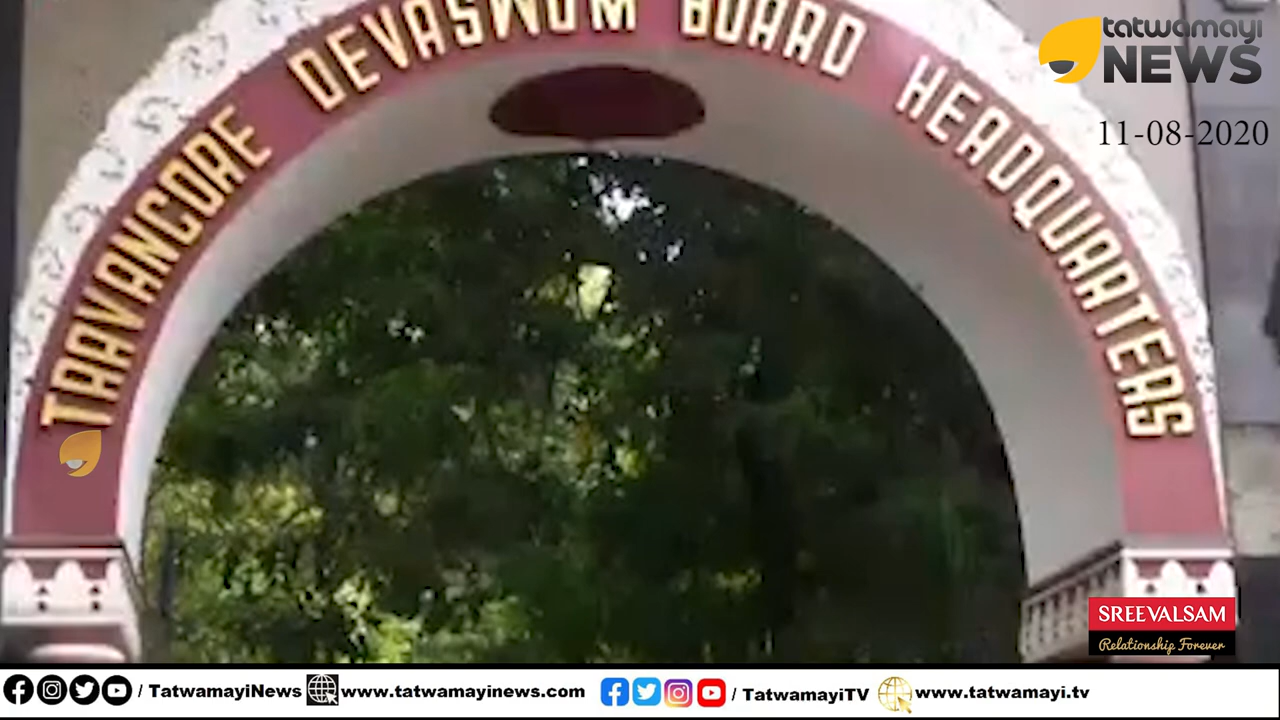 TRAVANCORE DEVASWOM BOARD HEADQUARTERS
tatwamayi
NEWS
11-08-2020
SREEVALSAM
Relationship Forever
/ TatwamayiNews www.tatwamayinews.com / TatwamayiTV www.tatwamayi.tv